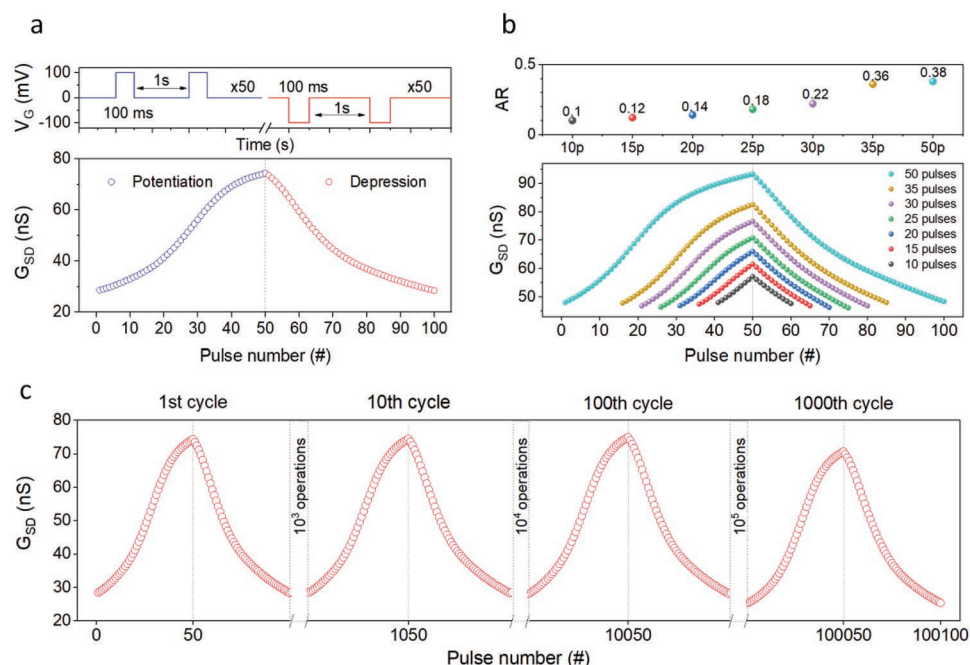 a
100
0
-100
V_G (mV)
1s
x50
100 ms
100 ms
1s
x50
Time (s)
80
60
40
20
G_SD (nS)
Potentiation
Depression
0 10 20 30 40 50 60 70 80 90 100
Pulse number (#)
b
0.5
0.0
AR
0.1
0.12
0.14
0.18
0.22
0.36
0.38
10p 15p 20p 25p 30p 35p 50p
90
80
70
60
50
G_SD (nS)
50 pulses
35 pulses
30 pulses
25 pulses
20 pulses
15 pulses
10 pulses
0 10 20 30 40 50 60 70 80 90 100
Pulse number (#)
c
1st cycle
10th cycle
100th cycle
1000th cycle
80
70
60
50
40
30
20
G_SD (nS)
10³ operations
10⁴ operations
10⁵ operations
0 50 1050 10050 100050 100100
Pulse number (#)